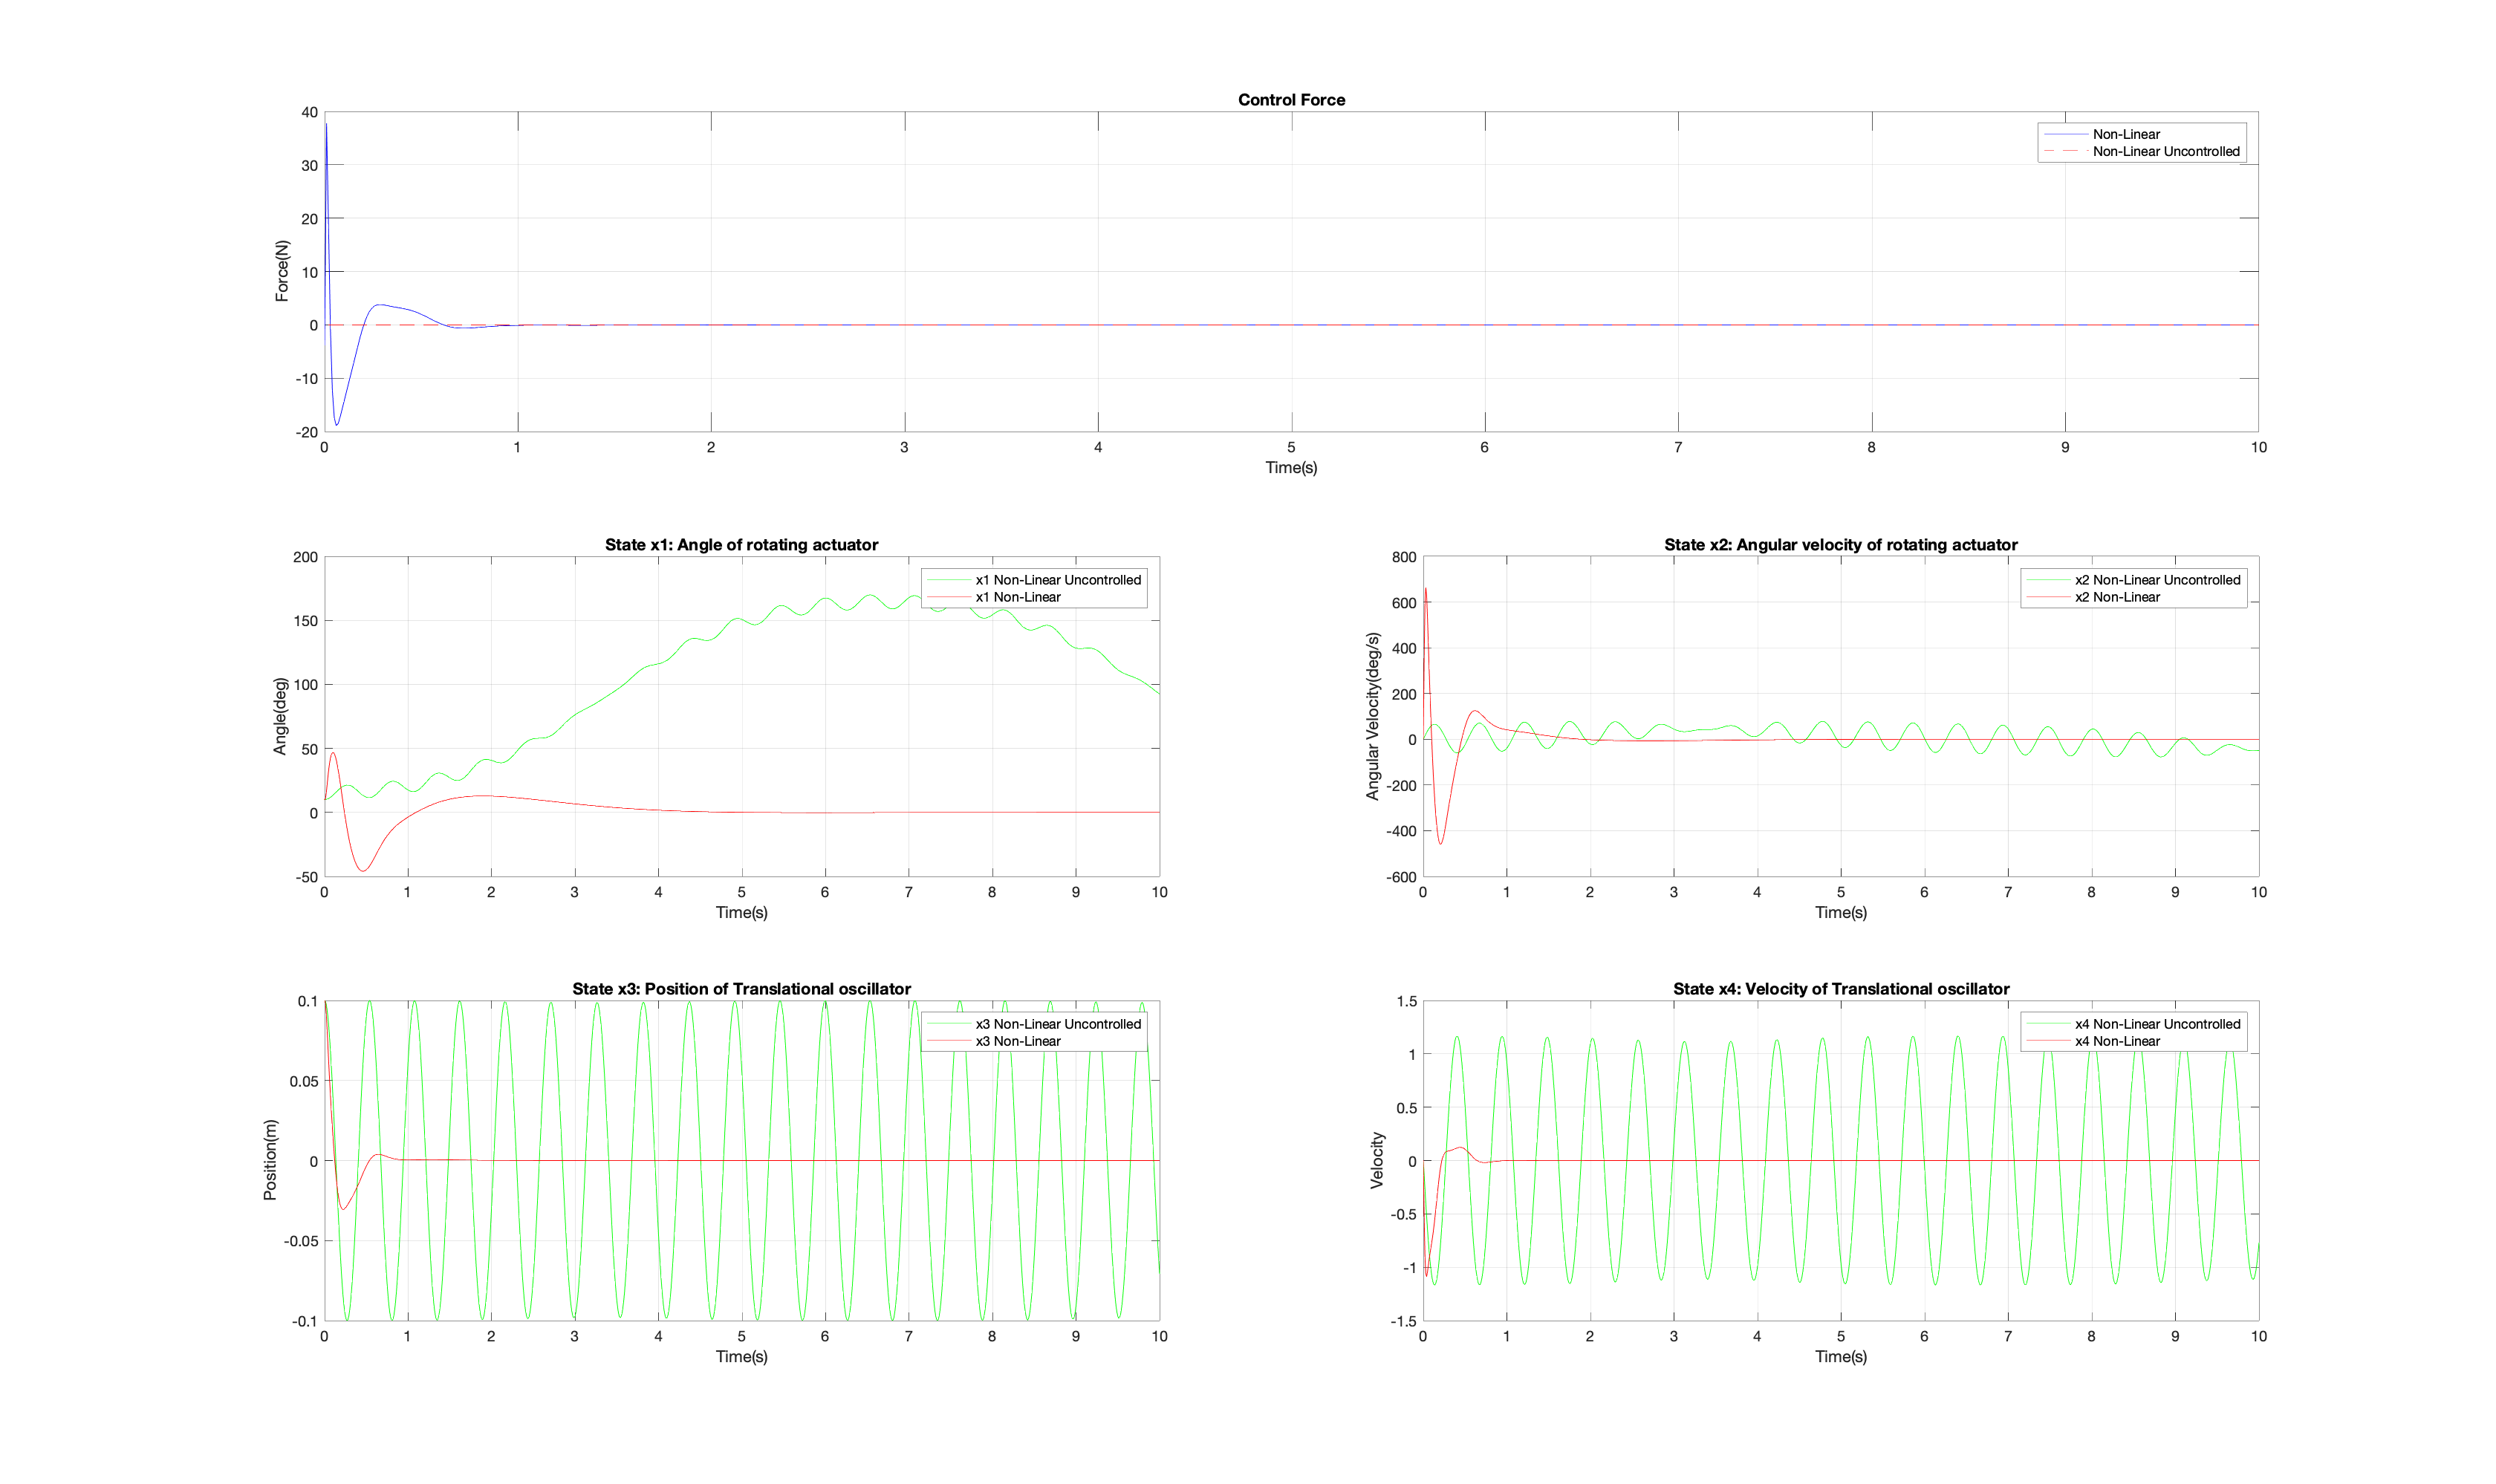 Control Force
40
30
20
10
0
-10
-20
Force(N)
Non-Linear
Non-Linear Uncontrolled
0 1 2 3 4 5 6 7 8 9 10
Time(s)
State x1: Angle of rotating actuator
200
150
100
50
0
-50
Angle(deg)
x1 Non-Linear Uncontrolled
x1 Non-Linear
0 1 2 3 4 5 6 7 8 9 10
Time(s)
State x2: Angular velocity of rotating actuator
800
600
400
200
0
-200
-400
-600
Angular Velocity(deg/s)
x2 Non-Linear Uncontrolled
x2 Non-Linear
0 1 2 3 4 5 6 7 8 9 10
Time(s)
State x3: Position of Translational oscillator
0.1
0.05
0
-0.05
-0.1
Position(m)
x3 Non-Linear Uncontrolled
x3 Non-Linear
0 1 2 3 4 5 6 7 8 9 10
Time(s)
State x4: Velocity of Translational oscillator
1.5
1
0.5
0
-0.5
-1
-1.5
Velocity
x4 Non-Linear Uncontrolled
x4 Non-Linear
0 1 2 3 4 5 6 7 8 9 10
Time(s)